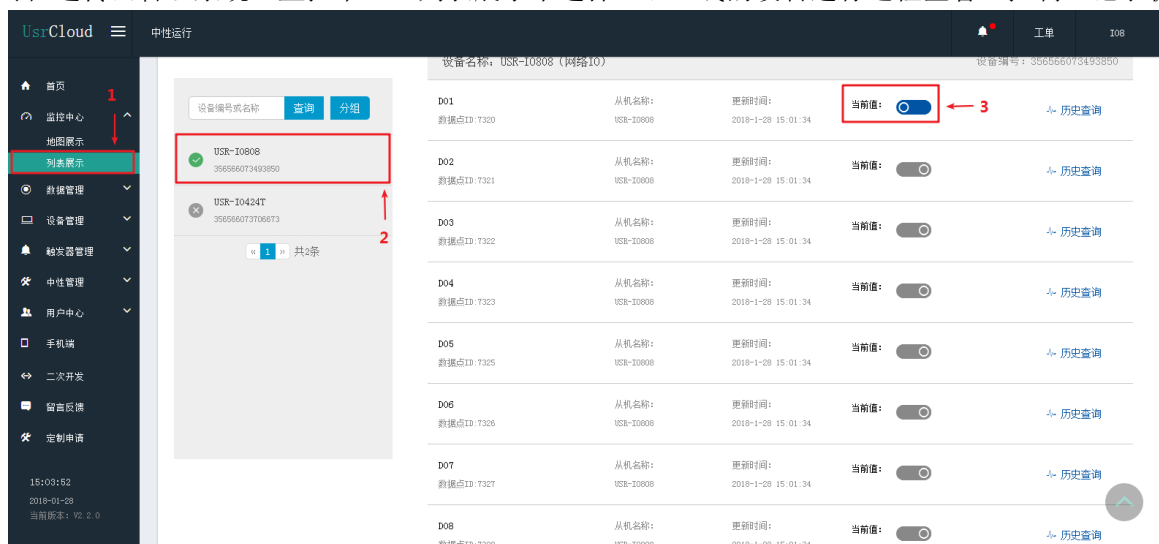 UsrCloud
中性运行
工单
I08
首页
监控中心
地图展示
列表展示
数据管理
设备管理
触发器管理
中性管理
用户中心
手机端
二次开发
留言反馈
定制申请
15:03:52
2018-01-28
当前版本: V2.2.0
1
设备编号或名称 查询 分组
USR-IO808
356566073493850
USR-IO424T
356566073706673
« 1 » 共2条
2
设备名称: USR-IO808 (网络IO) 设备编号: 356566073493850
DO1 从机名称: 更新时间: 当前值: 历史查询
数据点ID:7320 USR-IO808 2018-1-28 15:01:34
3
DO2 从机名称: 更新时间: 当前值: 历史查询
数据点ID:7321 USR-IO808 2018-1-28 15:01:34
DO3 从机名称: 更新时间: 当前值: 历史查询
数据点ID:7322 USR-IO808 2018-1-28 15:01:34
DO4 从机名称: 更新时间: 当前值: 历史查询
数据点ID:7323 USR-IO808 2018-1-28 15:01:34
DO5 从机名称: 更新时间: 当前值: 历史查询
数据点ID:7325 USR-IO808 2018-1-28 15:01:34
DO6 从机名称: 更新时间: 当前值: 历史查询
数据点ID:7326 USR-IO808 2018-1-28 15:01:34
DO7 从机名称: 更新时间: 当前值: 历史查询
数据点ID:7327 USR-IO808 2018-1-28 15:01:34
DO8 从机名称: 更新时间: 当前值: 历史查询